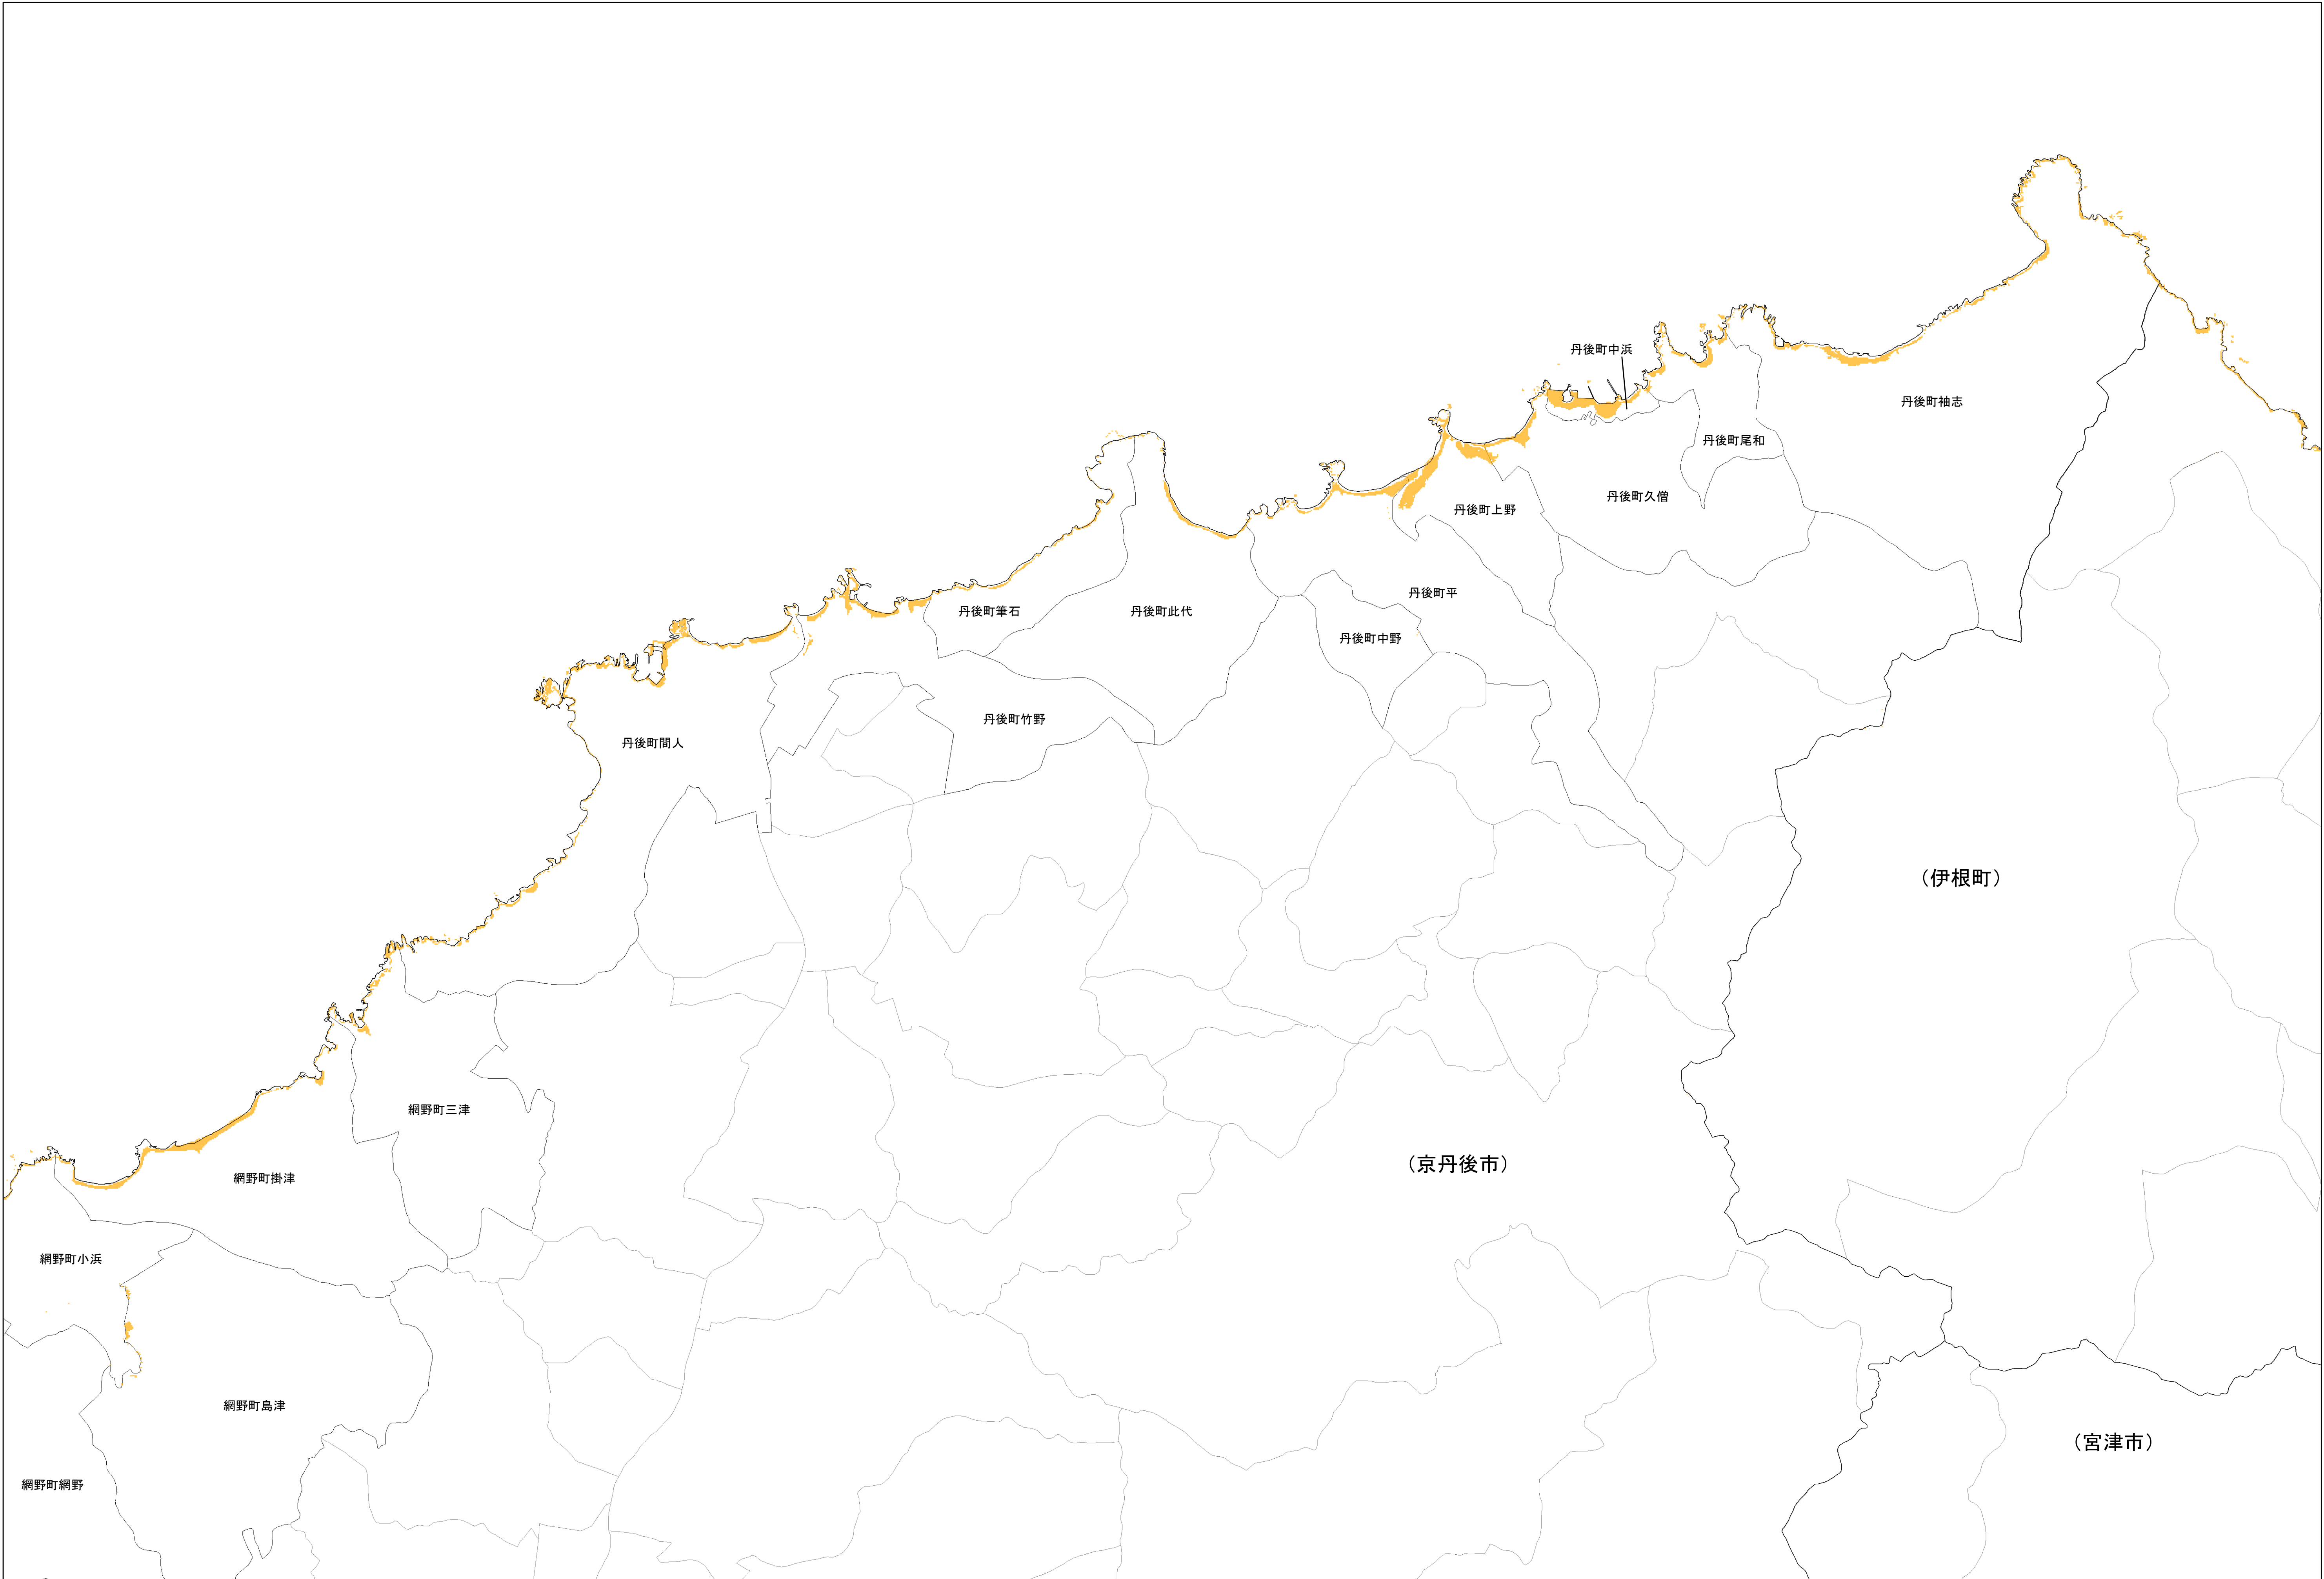 丹後町中浜
丹後町袖志
丹後町尾和
丹後町久僧
丹後町上野
丹後町平
丹後町筆石
丹後町此代
丹後町中野
丹後町竹野
丹後町間人
（伊根町）
網野町三津
（京丹後市）
網野町掛津
網野町小浜
網野町島津
（宮津市）
網野町網野